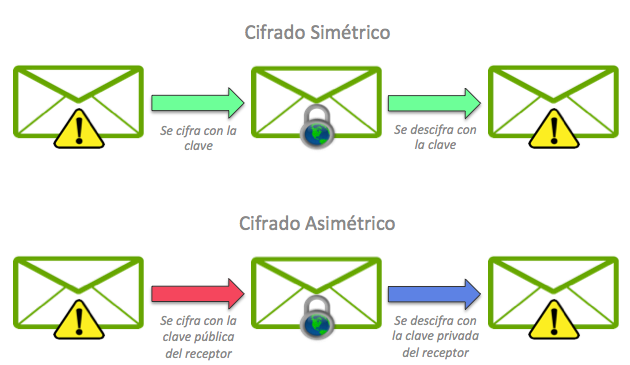 Cifrado Simétrico
Se cifra con la
clave
Se descifra con
la clave
Cifrado Asimétrico
Se cifra con la
clave pública
del receptor
Se descifra con
la clave privada
del receptor